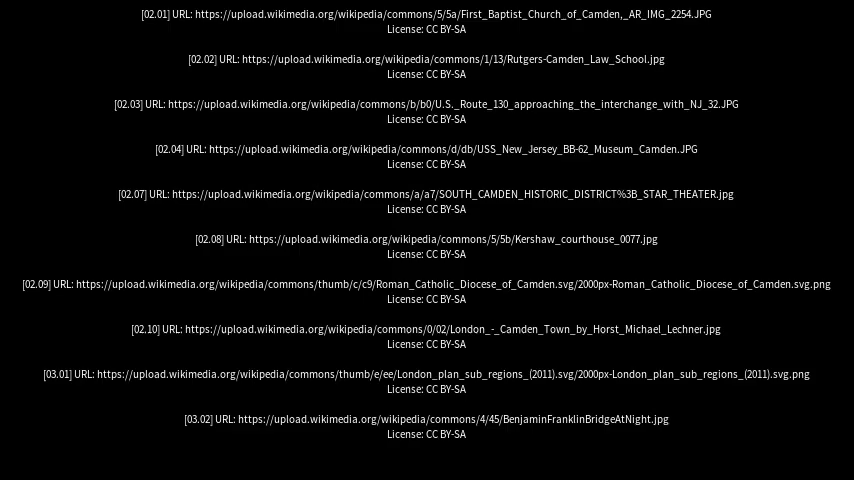 [02.01] URL: https://upload.wikimedia.org/wikipedia/commons/5/5a/First_Baptist_Church_of_Camden,_AR_IMG_2254.JPG
License: CC BY-SA
[02.02] URL: https://upload.wikimedia.org/wikipedia/commons/1/13/Rutgers-Camden_Law_School.jpg
License: CC BY-SA
[02.03] URL: https://upload.wikimedia.org/wikipedia/commons/b/b0/U.S._Route_130_approaching_the_interchange_with_NJ_32.JPG
License: CC BY-SA
[02.04] URL: https://upload.wikimedia.org/wikipedia/commons/d/db/USS_New_Jersey_BB-62_Museum_Camden.JPG
License: CC BY-SA
[02.07] URL: https://upload.wikimedia.org/wikipedia/commons/a/a7/SOUTH_CAMDEN_HISTORIC_DISTRICT%3B_STAR_THEATER.jpg
License: CC BY-SA
[02.08] URL: https://upload.wikimedia.org/wikipedia/commons/5/5b/Kershaw_courthouse_0077.jpg
License: CC BY-SA
[02.09] URL: https://upload.wikimedia.org/wikipedia/commons/thumb/c/c9/Roman_Catholic_Diocese_of_Camden.svg/2000px-Roman_Catholic_Diocese_of_Camden.svg.png
License: CC BY-SA
[02.10] URL: https://upload.wikimedia.org/wikipedia/commons/0/02/London_-_Camden_Town_by_Horst_Michael_Lechner.jpg
License: CC BY-SA
[03.01] URL: https://upload.wikimedia.org/wikipedia/commons/thumb/e/ee/London_plan_sub_regions_(2011).svg/2000px-London_plan_sub_regions_(2011).svg.png
License: CC BY-SA
[03.02] URL: https://upload.wikimedia.org/wikipedia/commons/4/45/BenjaminFranklinBridgeAtNight.jpg
License: CC BY-SA